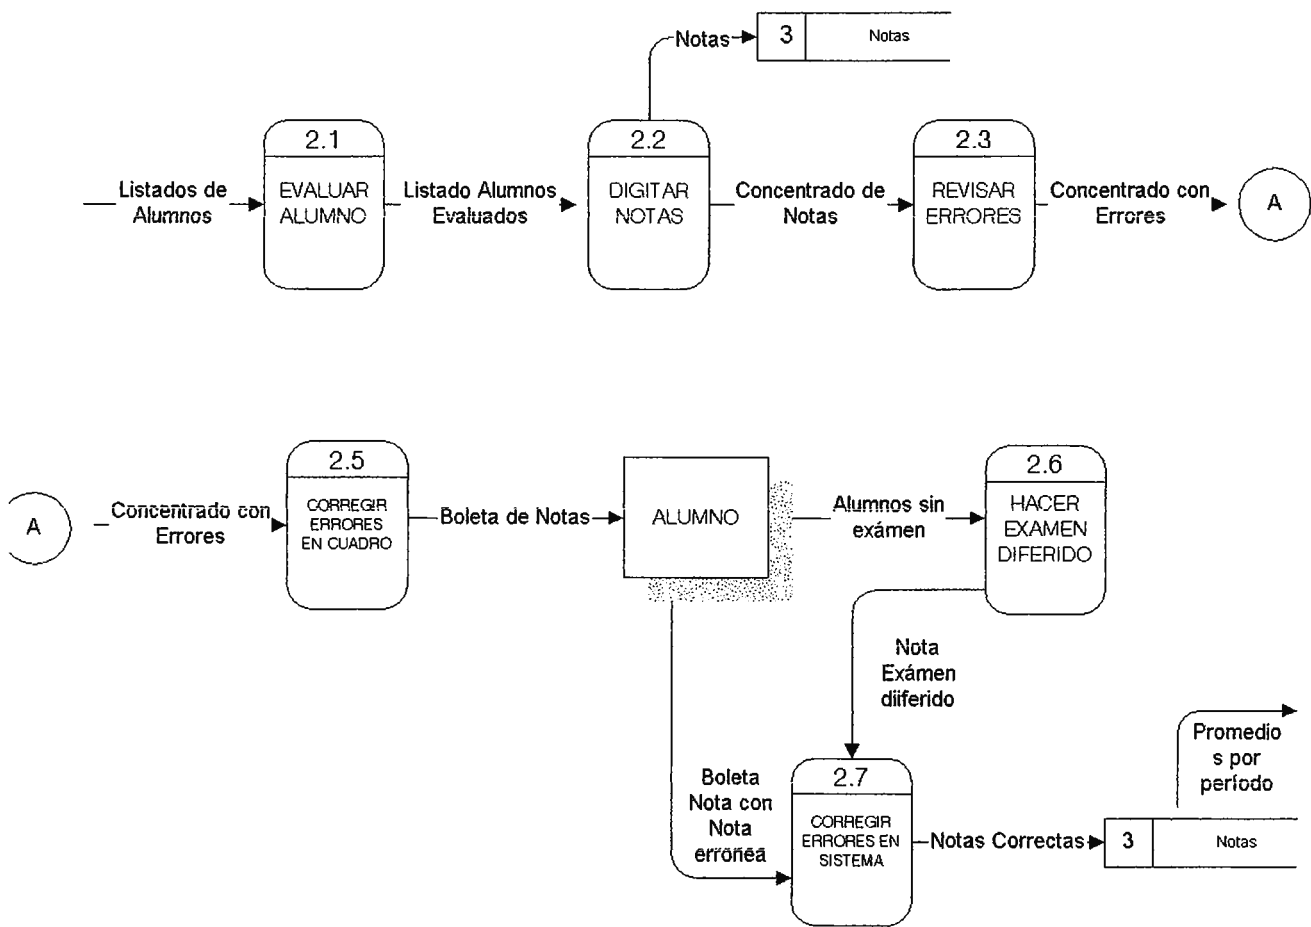 Notas
3
Notas
2.1
2.2
2.3
Listados de
Alumnos
EVALUAR
ALUMNO
Listado Alumnos
Evaluados
DIGITAR
NOTAS
Concentrado de
Notas
REVISAR
ERRORES
Concentrado con
Errores
A
A
Concentrado con
Errores
2.5
CORREGIR
ERRORES
EN CUADRO
Boleta de Notas
ALUMNO
Alumnos sin
exámen
2.6
HACER
EXAMEN
DIFERIDO
Nota
Exámen
diiferido
Boleta
Nota con
Nota
erróneá
2.7
CORREGIR
ERRORES EN
SISTEMA
Notas Correctas
3
Notas
Promedio
s por
período